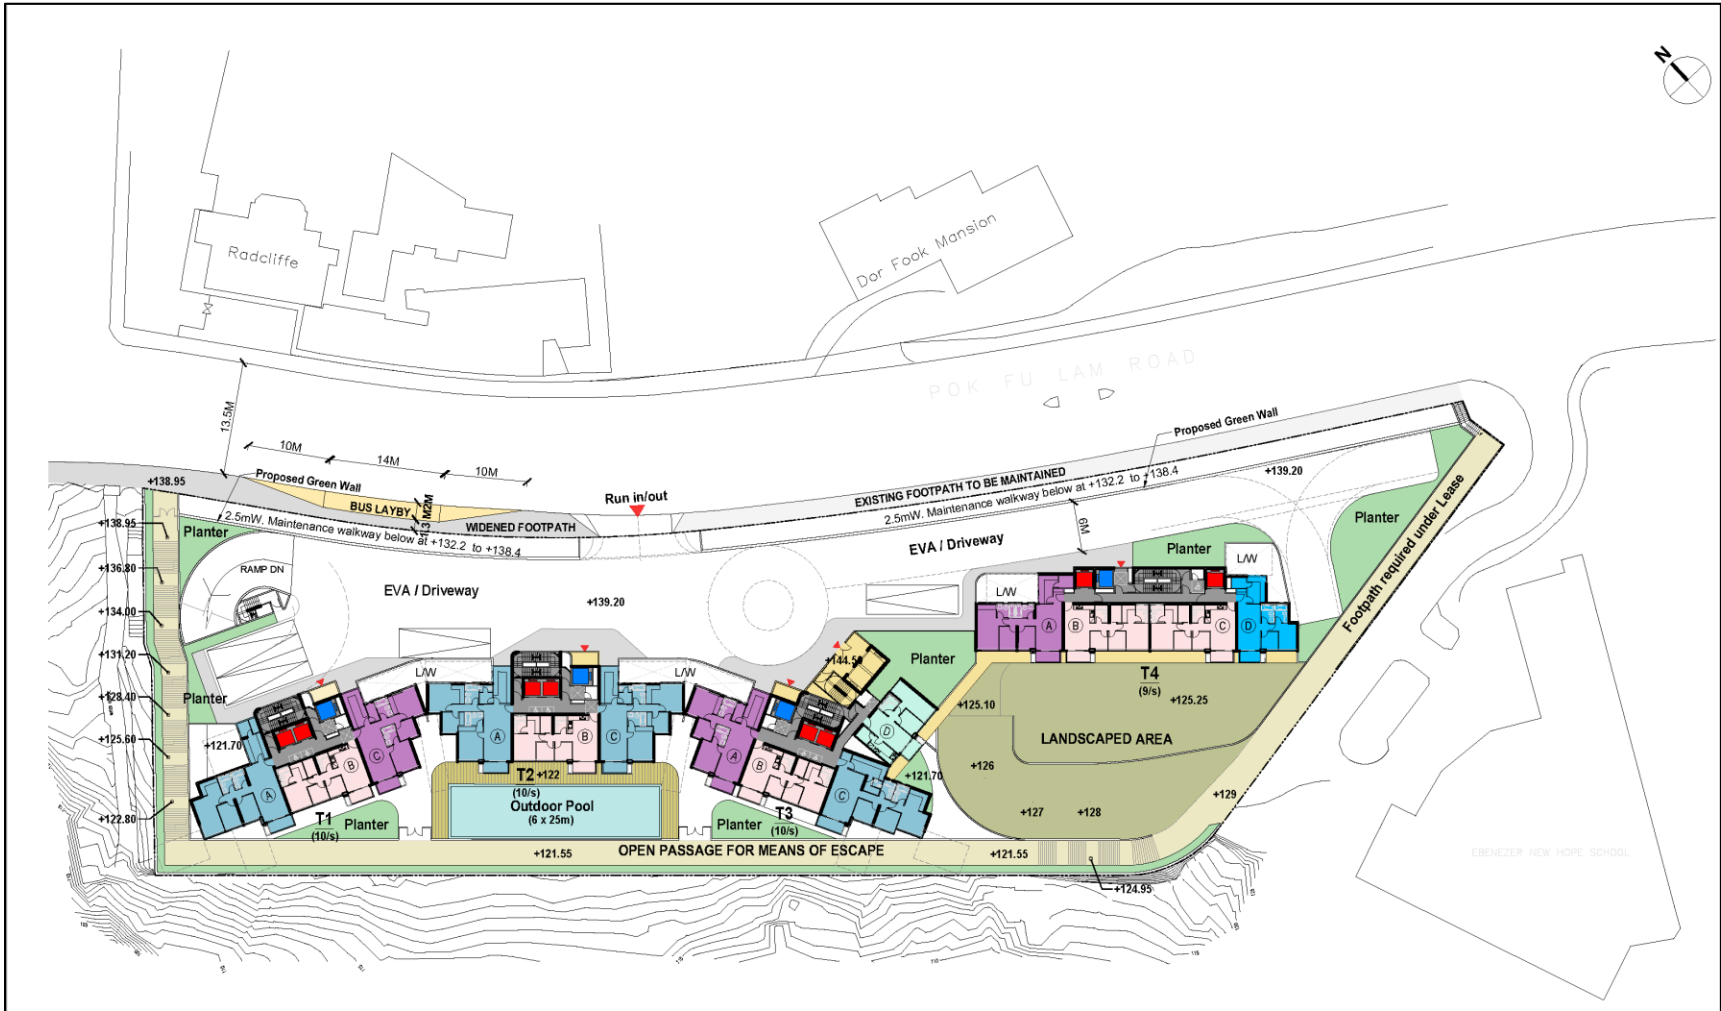 N
Radcliffe
Dor Fook Mansion
POK FU LAM ROAD
13.5M
10M
14M
10M
Proposed Green Wall
+138.95
BUS LAYBY
2M
1.3 M
WIDENED FOOTPATH
Run in/out
EXISTING FOOTPATH TO BE MAINTAINED
Proposed Green Wall
+139.20
2.5mW. Maintenance walkway below at +132.2 to +138.4
2.5mW. Maintenance walkway below at +132.2 to +138.4
6M
Planter
Footpath required under Lease
+138.95
Planter
EVA / Driveway
Planter
L/W
+136.80
RAMP DN
EVA / Driveway
+139.20
L/W
+134.00
A
B
C
D
+131.20
L/W
L/W
+144.50
Planter
T4
(9/s)
+128.40
Planter
+125.10
+125.25
+125.60
+121.70
A
B
C
A
B
C
A
B
C
D
LANDSCAPED AREA
+126
+121.70
T2
+122
(10/s)
Outdoor Pool
(6 x 25m)
+122.80
T1
(10/s)
Planter
Planter
T3
(10/s)
+127
+128
+129
+121.55
OPEN PASSAGE FOR MEANS OF ESCAPE
+121.55
+124.95
EBENEZER NEW HOPE SCHOOL